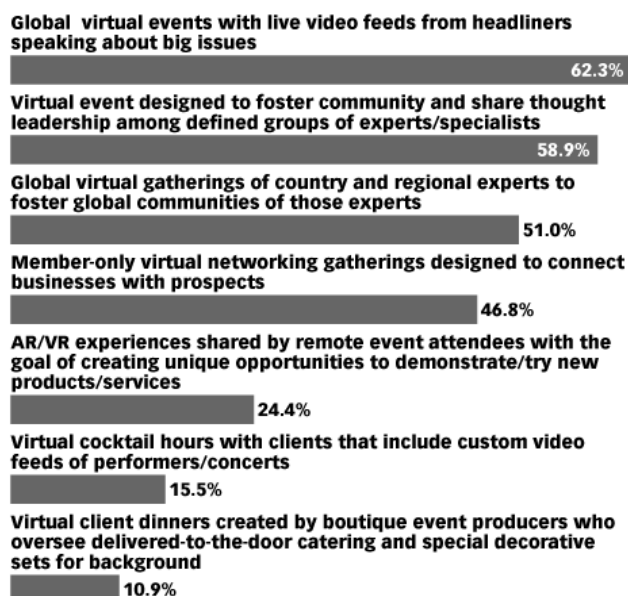 Global virtual events with live video feeds from headliners
speaking about big issues
62.3%
Virtual event designed to foster community and share thought
leadership among defined groups of experts/specialists
58.9%
Global virtual gatherings of country and regional experts to
foster global communities of those experts
51.0%
Member-only virtual networking gatherings designed to connect
businesses with prospects
46.8%
AR/VR experiences shared by remote event attendees with the
goal of creating unique opportunities to demonstrate/try new
products/services
24.4%
Virtual cocktail hours with clients that include custom video
feeds of performers/concerts
15.5%
Virtual client dinners created by boutique event producers who
oversee delivered-to-the-door catering and special decorative
sets for background
10.9%